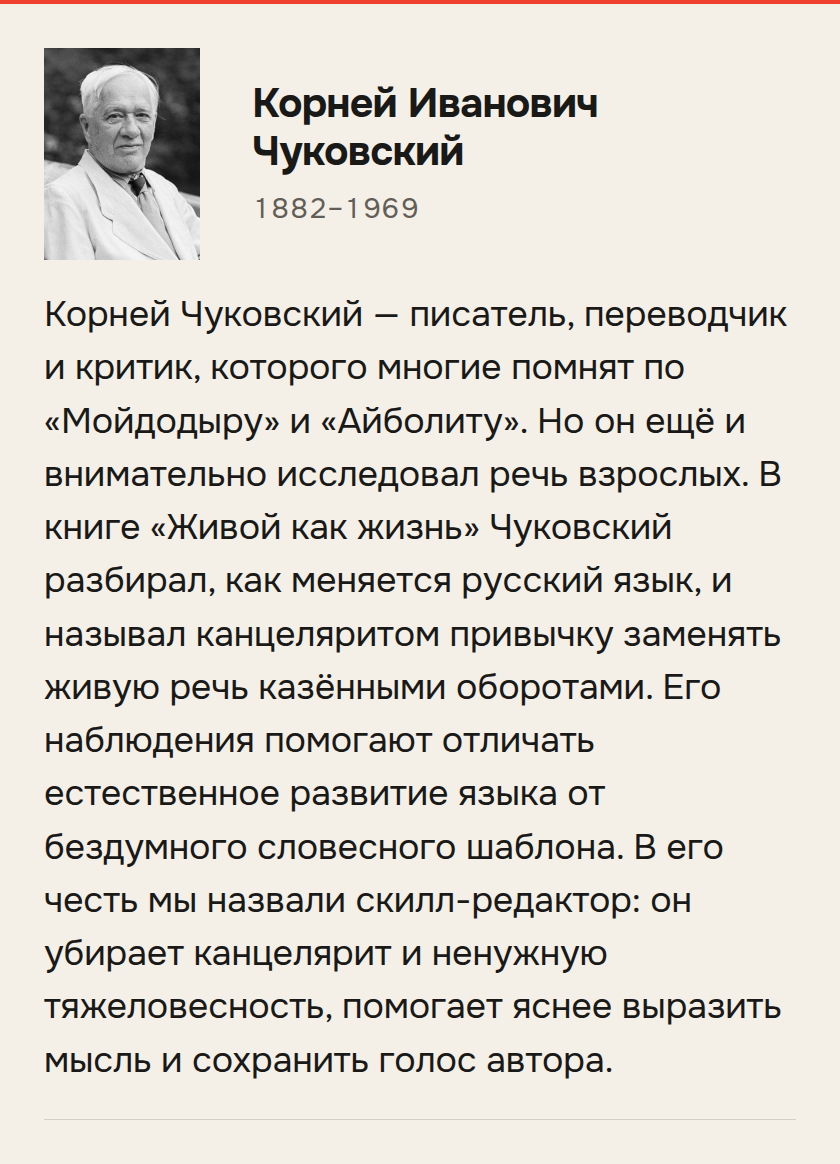 Корней Иванович
Чуковский
1882–1969
Корней Чуковский — писатель, переводчик
и критик, которого многие помнят по
«Мойдодыру» и «Айболиту». Но он ещё и
внимательно исследовал речь взрослых. В
книге «Живой как жизнь» Чуковский
разбирал, как меняется русский язык, и
называл канцеляритом привычку заменять
живую речь казёнными оборотами. Его
наблюдения помогают отличать
естественное развитие языка от
бездумного словесного шаблона. В его
честь мы назвали скилл-редактор: он
убирает канцелярит и ненужную
тяжеловесность, помогает яснее выразить
мысль и сохранить голос автора.